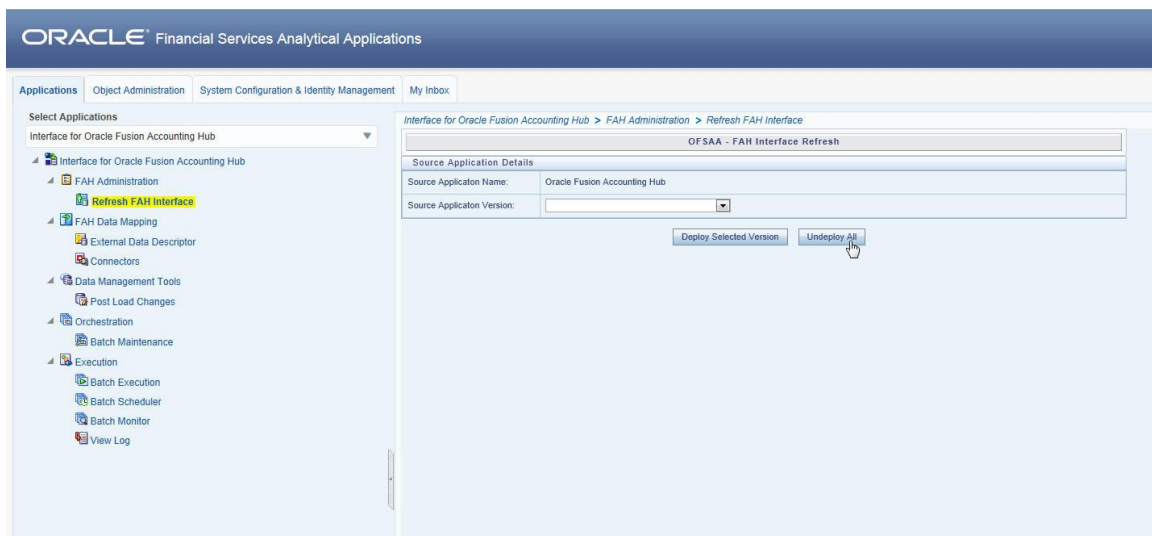 ORACLE® Financial Services Analytical Applications
Applications Object Administration System Configuration & Identity Management My Inbox
Select Applications
Interface for Oracle Fusion Accounting Hub
Interface for Oracle Fusion Accounting Hub
FAH Administration
Refresh FAH Interface
FAH Data Mapping
External Data Descriptor
Connectors
Data Management Tools
Post Load Changes
Orchestration
Batch Maintenance
Execution
Batch Execution
Batch Scheduler
Batch Monitor
View Log
Interface for Oracle Fusion Accounting Hub > FAH Administration > Refresh FAH Interface
OFSAA - FAH Interface Refresh
Source Application Details
Source Applicaton Name: Oracle Fusion Accounting Hub
Source Applicaton Version:
Deploy Selected Version Undeploy All